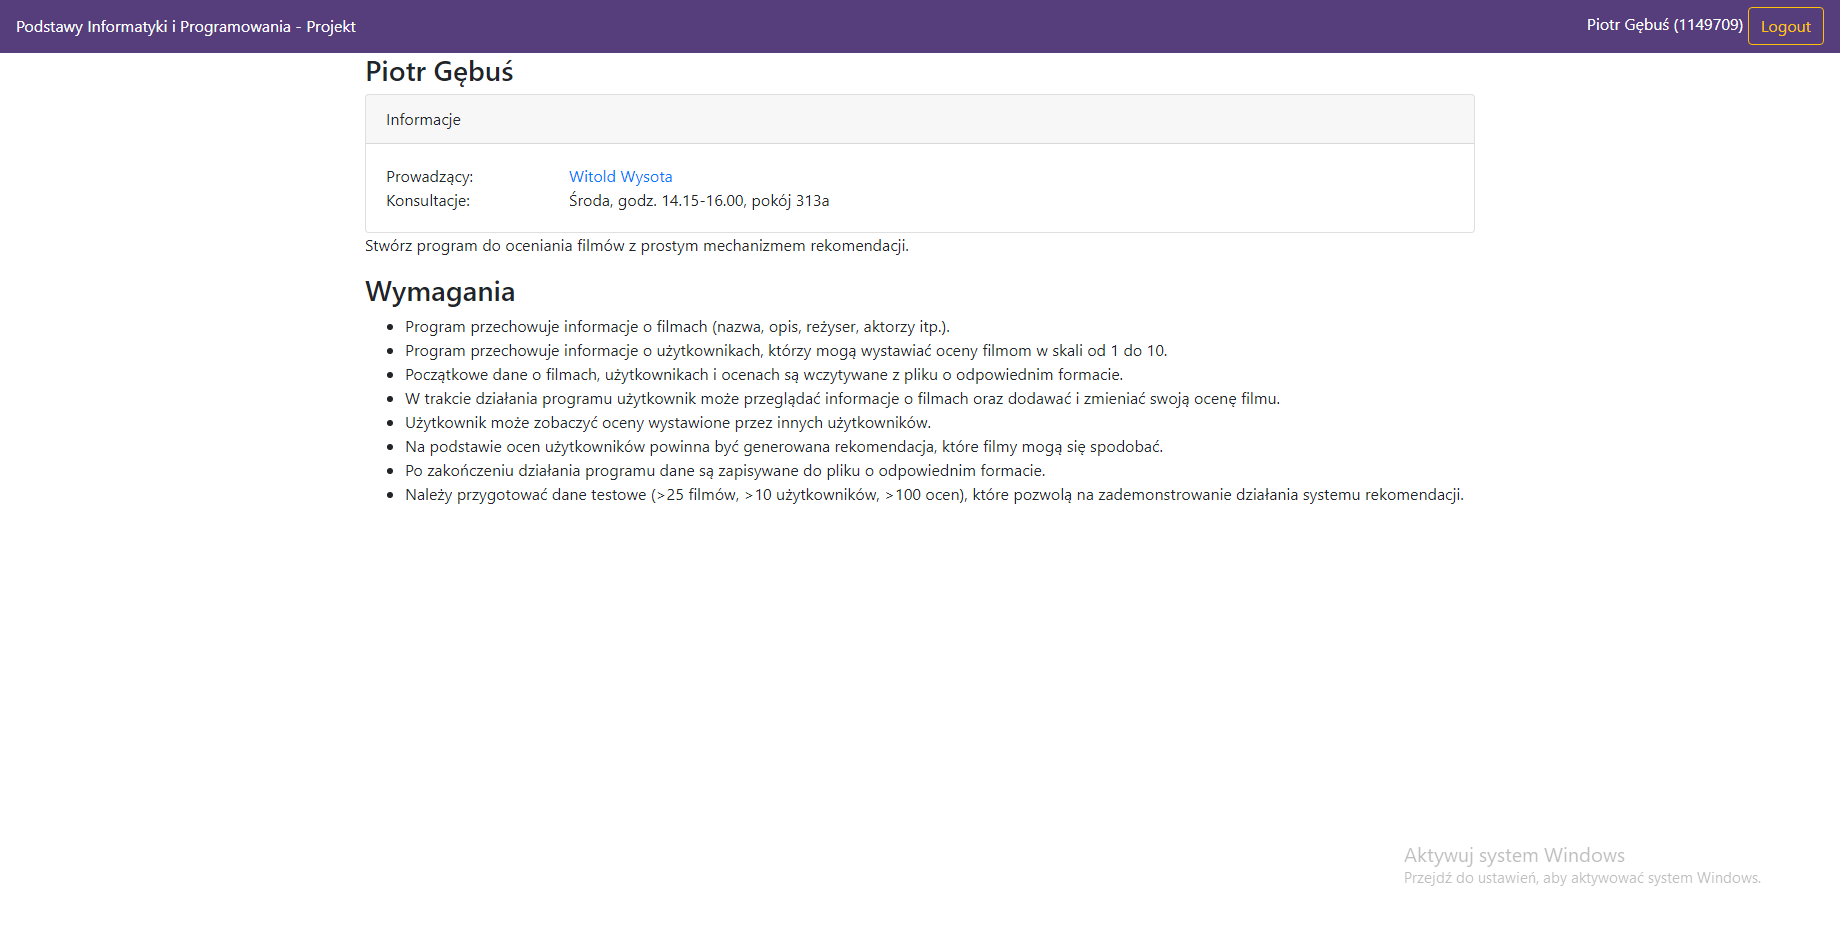 Podstawy Informatyki i Programowania - Projekt
Piotr Gębuś (1149709) Logout
Piotr Gębuś
Informacje
Prowadzący: Witold Wysota
Konsultacje: Środa, godz. 14.15-16.00, pokój 313a
Stwórz program do oceniania filmów z prostym mechanizmem rekomendacji.
Wymagania
• Program przechowuje informacje o filmach (nazwa, opis, reżyser, aktorzy itp.).
• Program przechowuje informacje o użytkownikach, którzy mogą wystawiać oceny filmom w skali od 1 do 10.
• Początkowe dane o filmach, użytkownikach i ocenach są wczytywane z pliku o odpowiednim formacie.
• W trakcie działania programu użytkownik może przeglądać informacje o filmach oraz dodawać i zmieniać swoją ocenę filmu.
• Użytkownik może zobaczyć oceny wystawione przez innych użytkowników.
• Na podstawie ocen użytkowników powinna być generowana rekomendacja, które filmy mogą się spodobać.
• Po zakończeniu działania programu dane są zapisywane do pliku o odpowiednim formacie.
• Należy przygotować dane testowe (>25 filmów, >10 użytkowników, >100 ocen), które pozwolą na zademonstrowanie działania systemu rekomendacji.
Aktywuj system Windows
Przejdź do ustawień, aby aktywować system Windows.